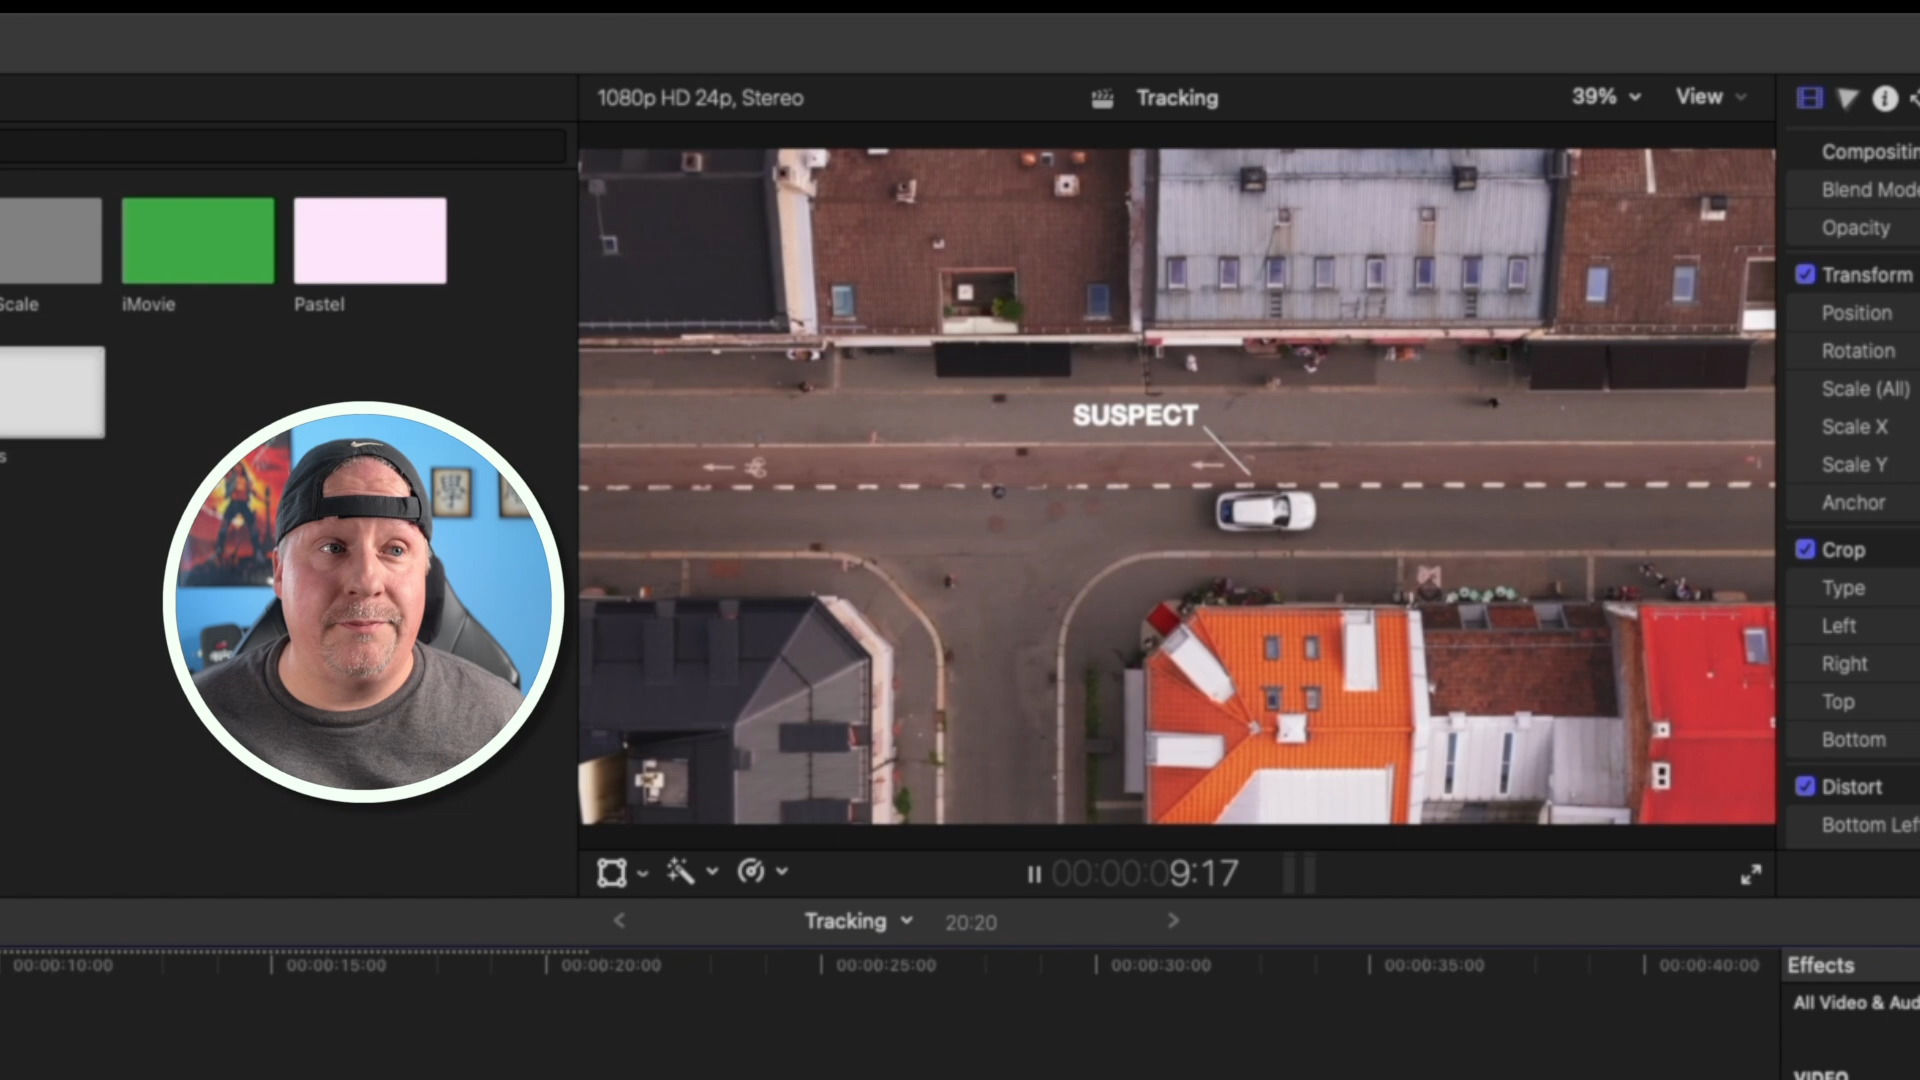 1080p HD 24p, Stereo
Tracking
39%
View
Scale
iMovie
Pastel
s
SUSPECT
Compositin
Blend Mode
Opacity
Transform
Position
Rotation
Scale (All)
Scale X
Scale Y
Anchor
Crop
Type
Left
Right
Top
Bottom
Distort
Bottom Lef
00:00:09:17
Tracking
20:20
00:00:10:00
00:00:15:00
00:00:20:00
00:00:25:00
00:00:30:00
00:00:35:00
00:00:40:00
Effects
All Video & Aud
VIDEO